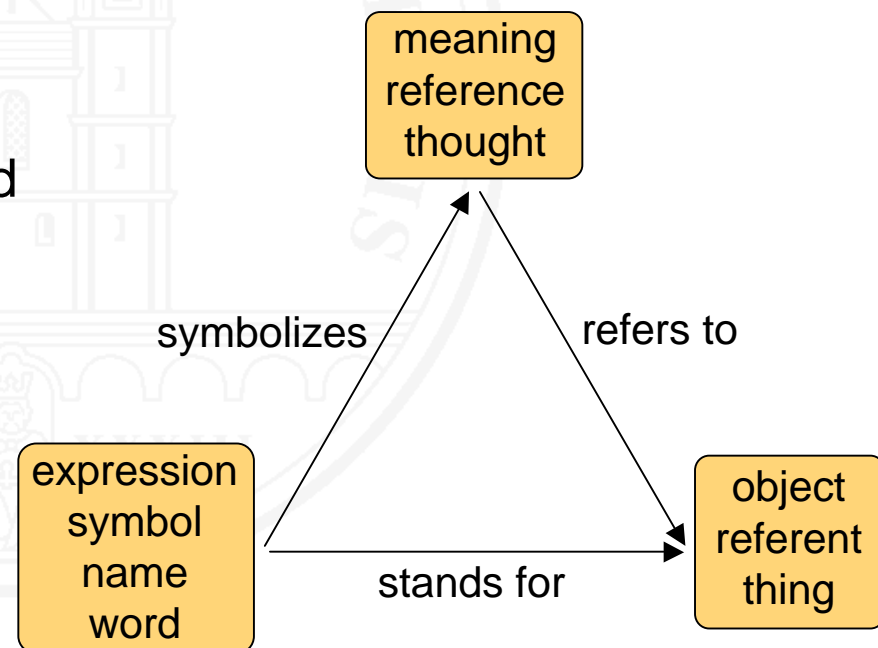 meaning
reference
thought
d
symbolizes
refers to
expression
symbol
name
word
stands for
object
referent
thing